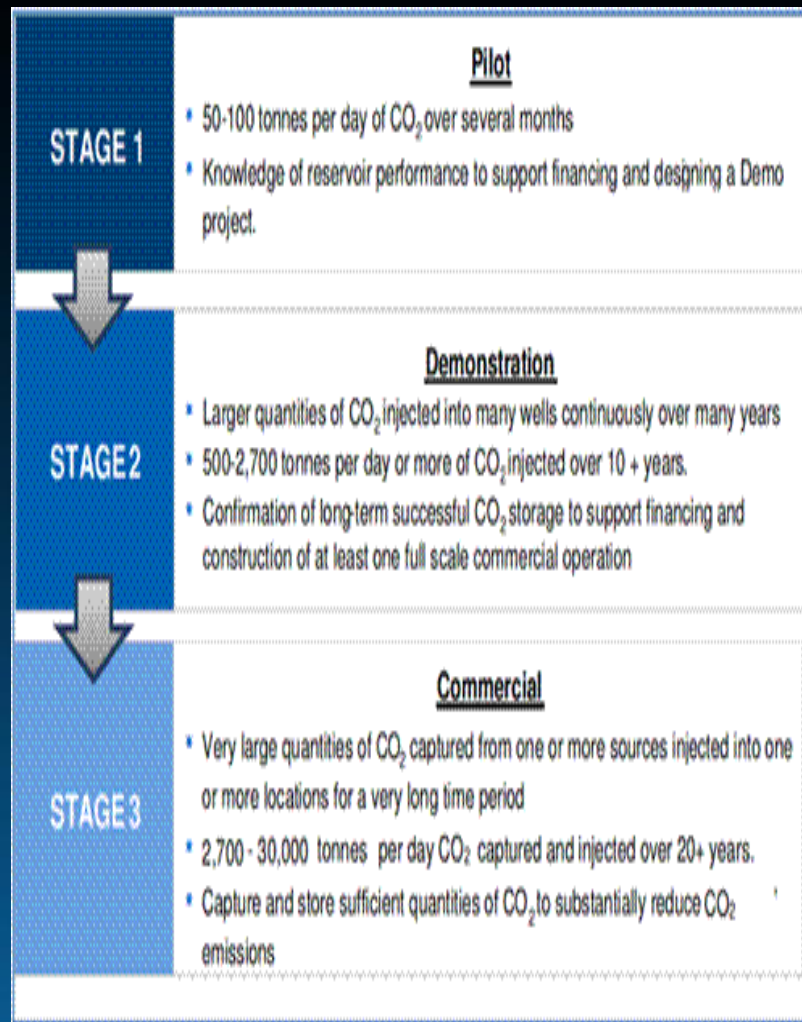 STAGE 1
Pilot
• 50-100 tonnes per day of CO₂ over several months
• Knowledge of reservoir performance to support financing and designing a Demo
project.
STAGE 2
Demonstration
• Larger quantities of CO₂ injected into many wells continuously over many years
• 500-2,700 tonnes per day or more of CO₂ injected over 10 + years.
• Confirmation of long-term successful CO₂ storage to support financing and
construction of at least one full scale commercial operation
STAGE 3
Commercial
• Very large quantities of CO₂ captured from one or more sources injected into one
or more locations for a very long time period
• 2,700 - 30,000 tonnes per day CO₂ captured and injected over 20+ years.
• Capture and store sufficient quantities of CO₂ to substantially reduce CO₂
emissions